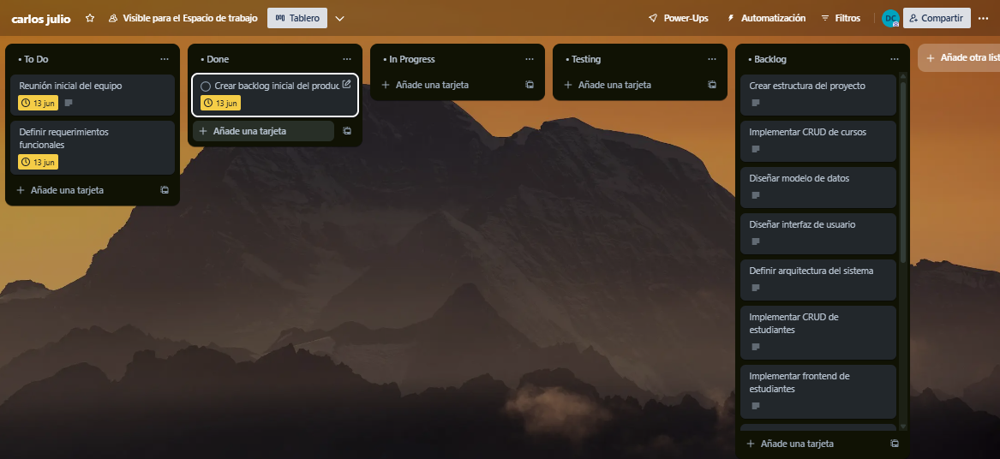 carlos julio
Visible para el Espacio de trabajo
Tablero
Power-Ups
Automatización
Filtros
DC
Compartir
• To Do
Reunión inicial del equipo
13 jun
Definir requerimientos
funcionales
13 jun
Añade una tarjeta
• Done
Crear backlog inicial del produc
13 jun
Añade una tarjeta
• In Progress
Añade una tarjeta
• Testing
Añade una tarjeta
• Backlog
Crear estructura del proyecto
Implementar CRUD de cursos
Diseñar modelo de datos
Diseñar interfaz de usuario
Definir arquitectura del sistema
Implementar CRUD de
estudiantes
Implementar frontend de
estudiantes
Añade una tarjeta
Añade otra list